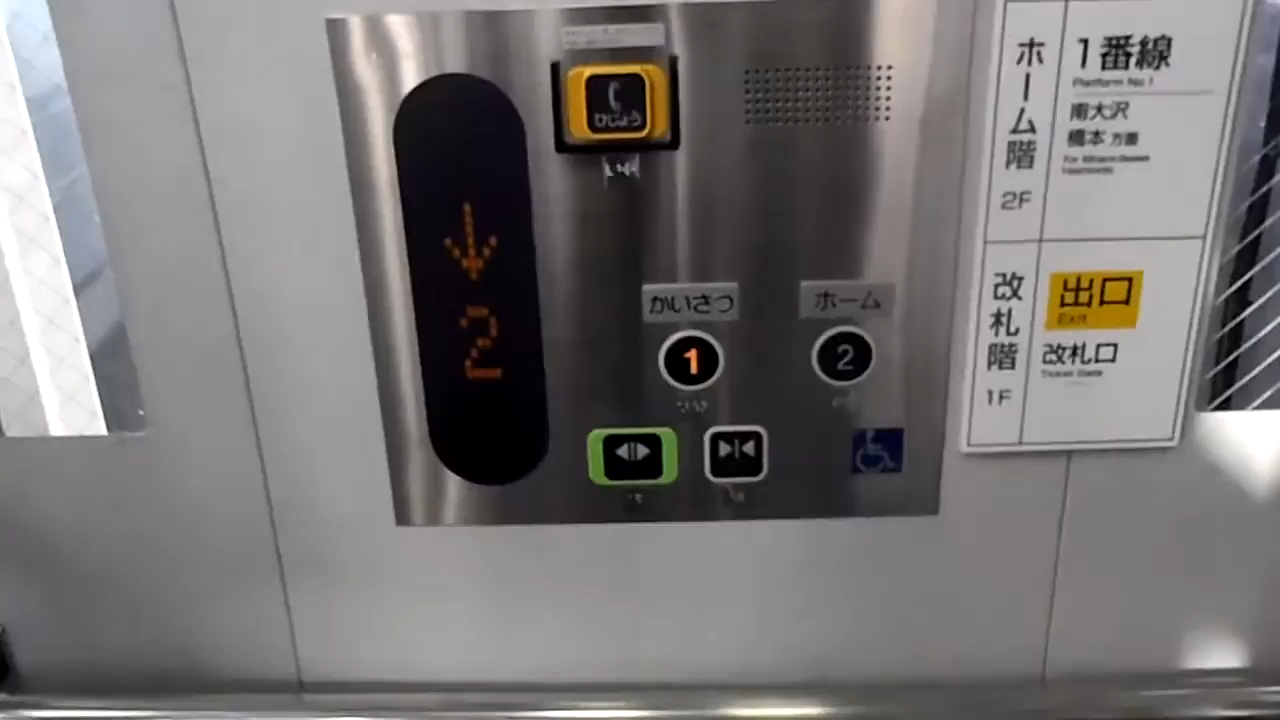 ひじょう
2
かいさつ
ホーム
1
2
ホーム階
2F
1番線
Platform No.1
南大沢
橋本 方面
改札階
1F
出口
Exit
改札口
Ticket Gate